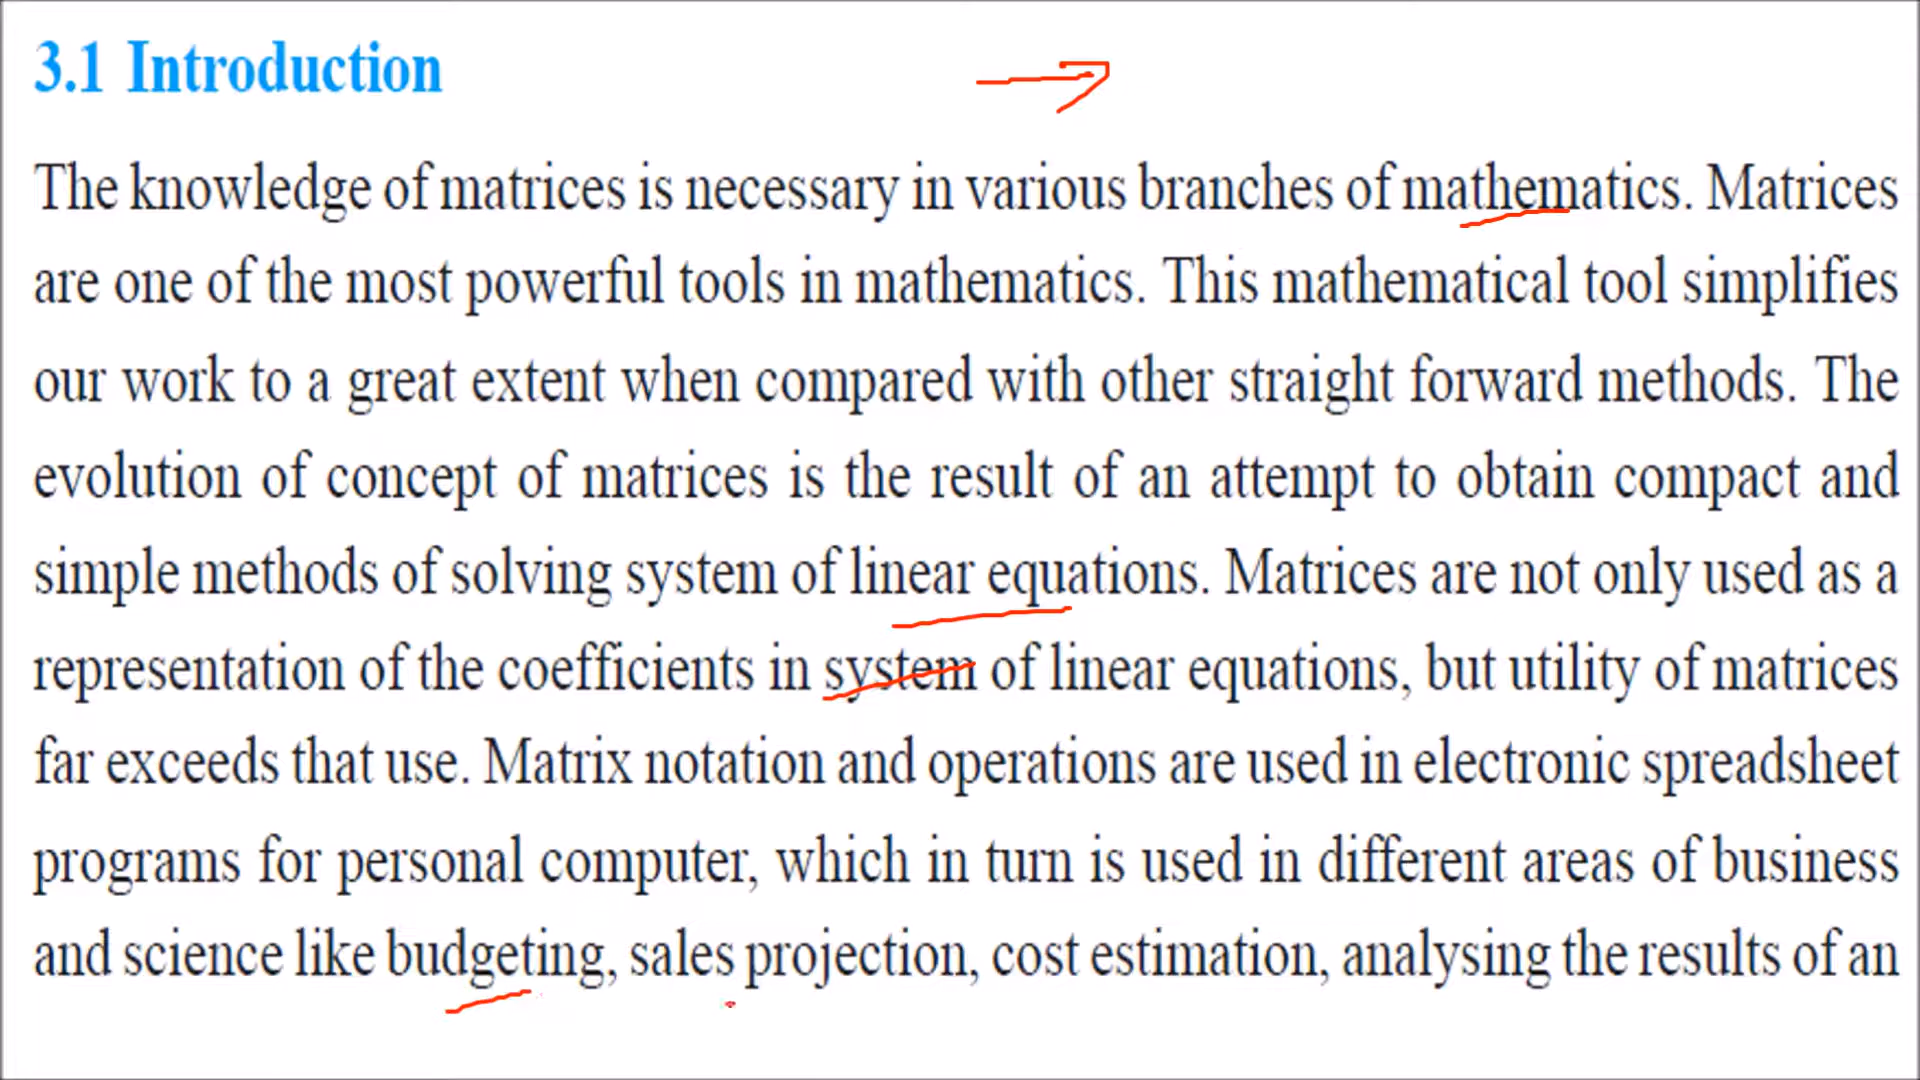 3.1 Introduction
The knowledge of matrices is necessary in various branches of mathematics. Matrices
are one of the most powerful tools in mathematics. This mathematical tool simplifies
our work to a great extent when compared with other straight forward methods. The
evolution of concept of matrices is the result of an attempt to obtain compact and
simple methods of solving system of linear equations. Matrices are not only used as a
representation of the coefficients in system of linear equations, but utility of matrices
far exceeds that use. Matrix notation and operations are used in electronic spreadsheet
programs for personal computer, which in turn is used in different areas of business
and science like budgeting, sales projection, cost estimation, analysing the results of an